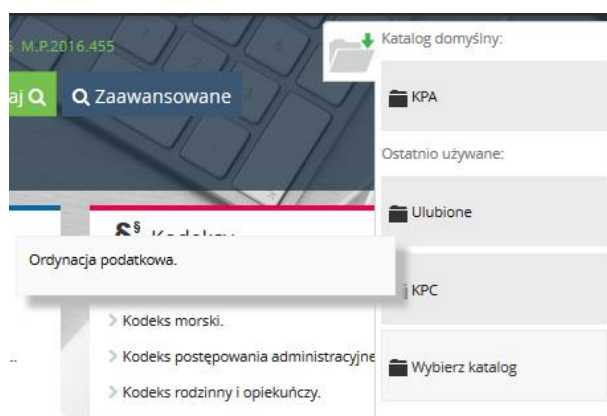 M.P.2016.455
Katalog domyślny:
aj Zaawansowane
KPA
Ostatnio używane:
Ulubione
Ordynacja podatkowa.
KPC
Kodeks morski.
Kodeks postępowania administracyjne
Wybierz katalog
Kodeks rodzinny i opiekuńczy.